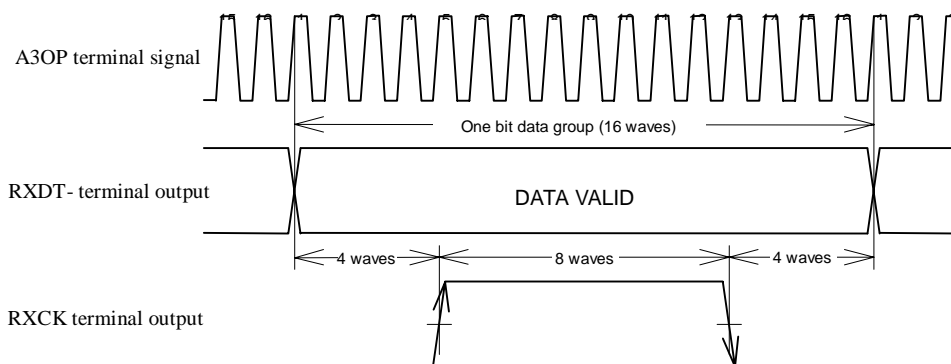 A3OP terminal signal
One bit data group (16 waves)
RXDT- terminal output
DATA VALID
4 waves 8 waves 4 waves
RXCK terminal output